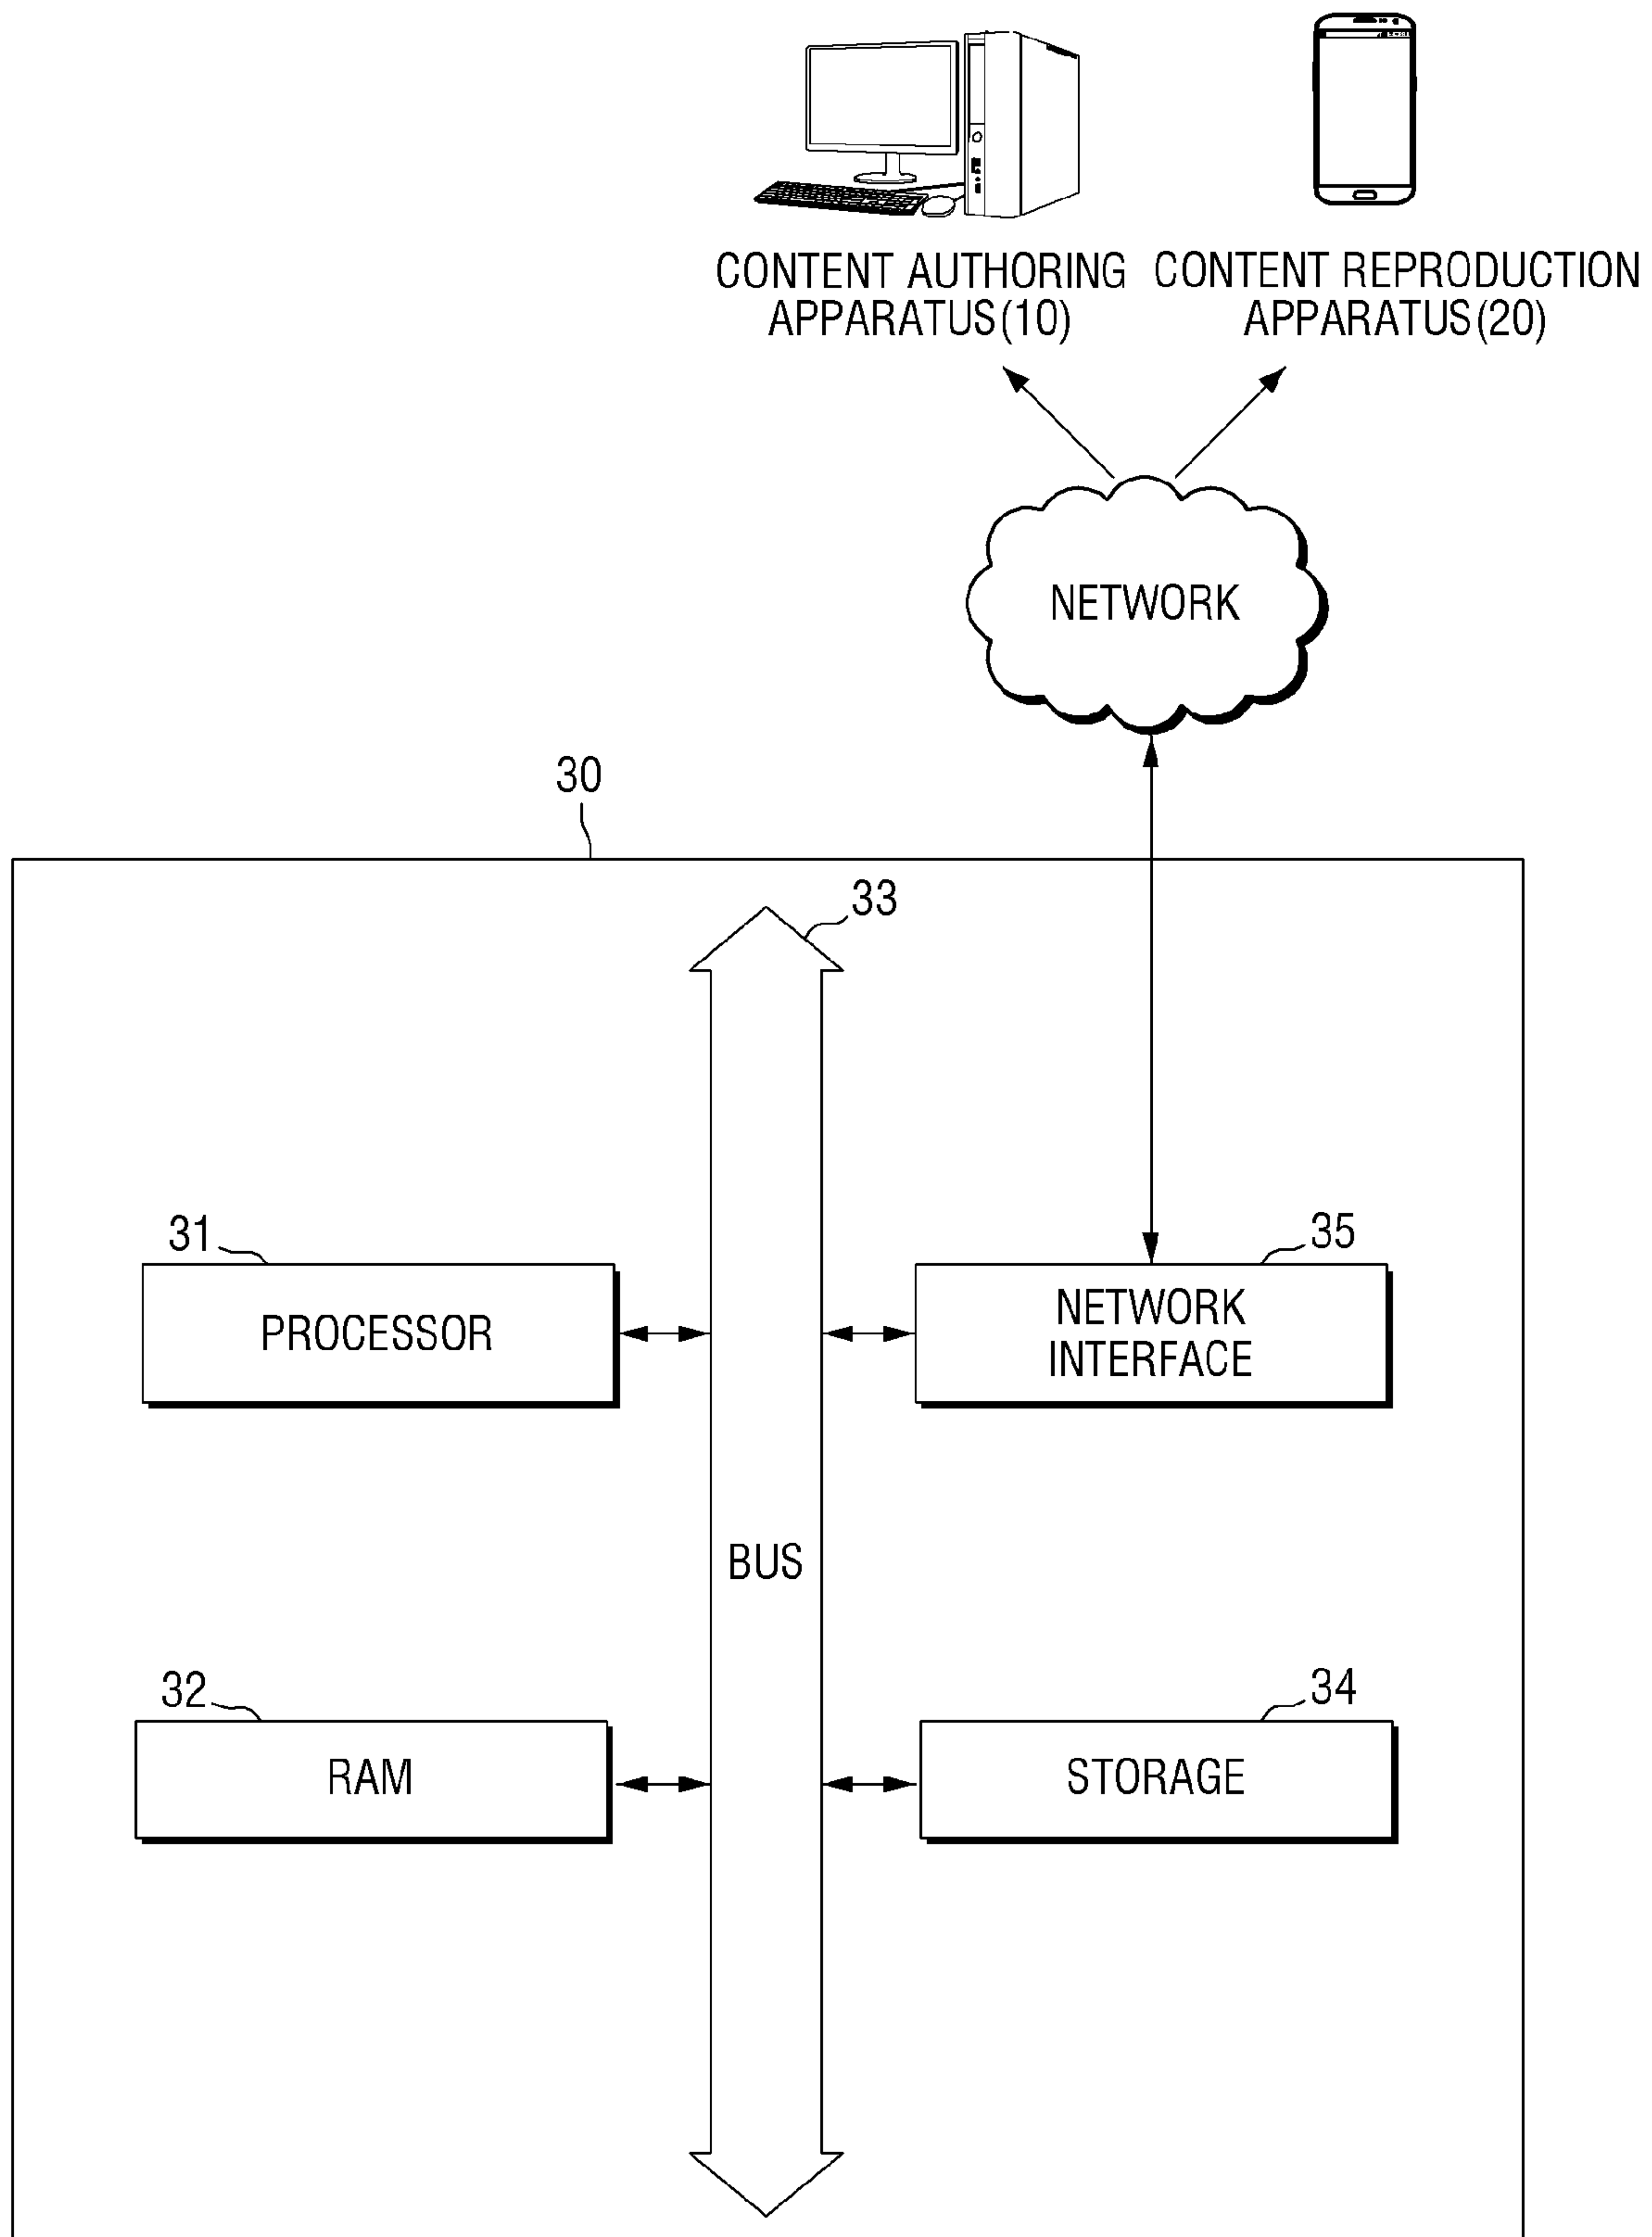 CONTENT AUTHORING
APPARATUS(10)
CONTENT REPRODUCTION
APPARATUS(20)
NETWORK
30
33
31
PROCESSOR
35
NETWORK
INTERFACE
BUS
32
RAM
34
STORAGE